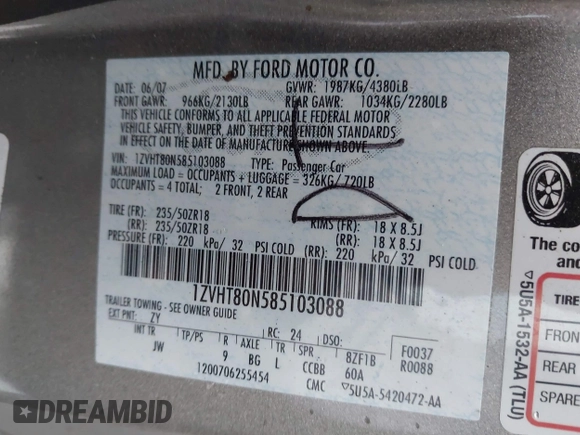 MFD. BY FORD MOTOR CO.
DATE: 06/07 GVWR: 1987KG/4380LB
FRONT GAWR: 966KG/2130LB REAR GAWR: 1034KG/2280LB
THIS VEHICLE CONFORMS TO ALL APPLICABLE FEDERAL MOTOR
VEHICLE SAFETY, BUMPER, AND THEFT PREVENTION STANDARDS
IN EFFECT ON THE DATE OF MANUFACTURE SHOWN ABOVE.
VIN: 1ZVHT80N585103088 TYPE: Passenger Car
MAXIMUM LOAD = OCCUPANTS + LUGGAGE = 326KG/720LB
OCCUPANTS = 4 TOTAL; 2 FRONT, 2 REAR
TIRE (FR): 235/50ZR18 RIMS (FR): 18 X 8.5J
(RR): 235/50ZR18 (RR): 18 X 8.5J
PRESSURE (FR): 220 kPa/ 32 PSI COLD (RR): 220 kPa/ 32 PSI COLD
1ZVHT80N585103088
TRAILER TOWING - SEE OWNER GUIDE
EXT PNT: ZY RC: 24 DSO: F0037
INT TR TP/PS R AXLE TR SPR R0088
JW 9 BG L CCBB 60A 8ZF1B
1200706255454 CMC ▽5U5A-5420472-AA
The co
TIRE
FRON
REAR
SPARE
▽5U5A-1532-AA (TLU)
DREAMBID